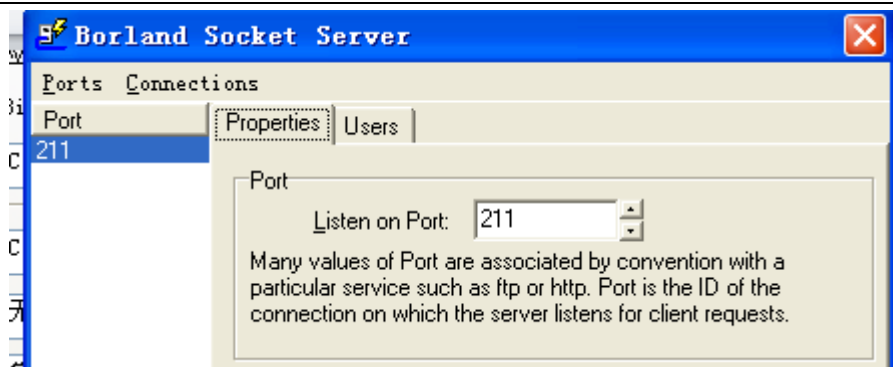 Borland Socket Server
Ports Connections
Port
Properties Users
211
Port
Listen on Port: 211
Many values of Port are associated by convention with a
particular service such as ftp or http. Port is the ID of the
connection on which the server listens for client requests.